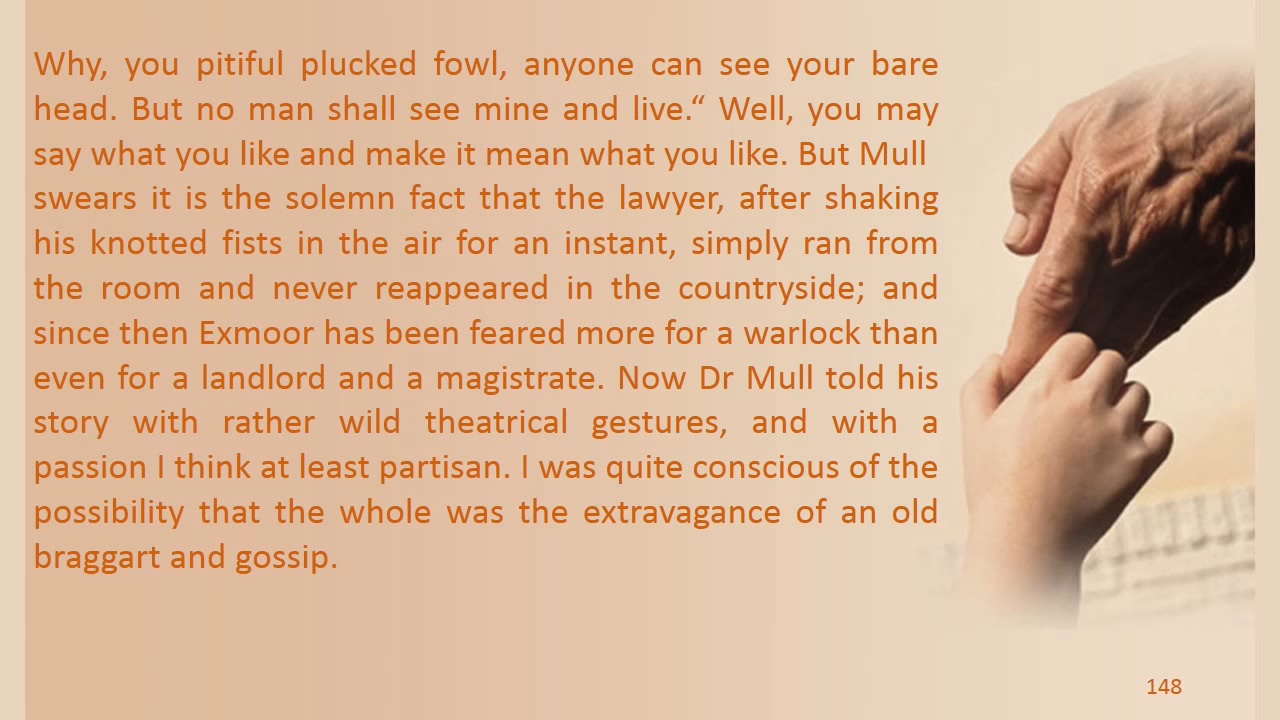 Why, you pitiful plucked fowl, anyone can see your bare
head. But no man shall see mine and live.“ Well, you may
say what you like and make it mean what you like. But Mull
swears it is the solemn fact that the lawyer, after shaking
his knotted fists in the air for an instant, simply ran from
the room and never reappeared in the countryside; and
since then Exmoor has been feared more for a warlock than
even for a landlord and a magistrate. Now Dr Mull told his
story with rather wild theatrical gestures, and with a
passion I think at least partisan. I was quite conscious of the
possibility that the whole was the extravagance of an old
braggart and gossip.
148